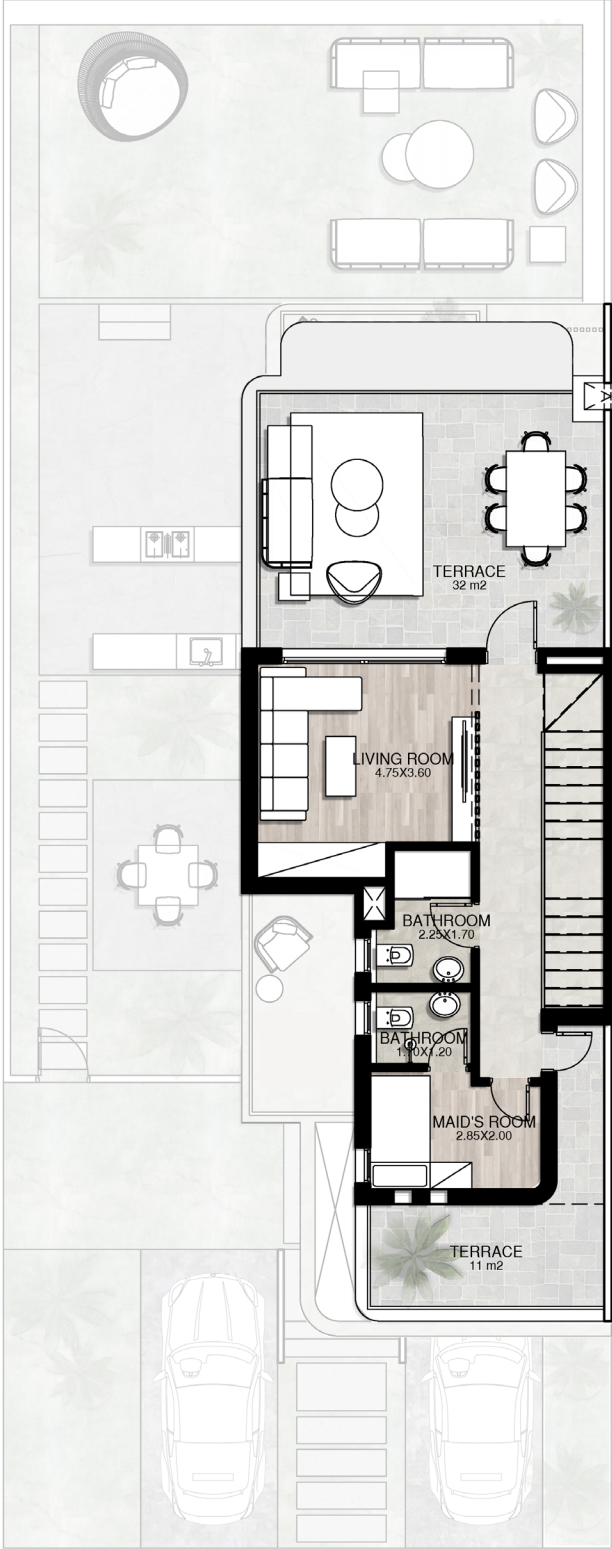 TERRACE
32 m2
LIVING ROOM
4.75X3.60
BATHROOM
2.25X1.70
BATHROOM
1.70X1.20
MAID'S ROOM
2.85X2.00
TERRACE
11 m2